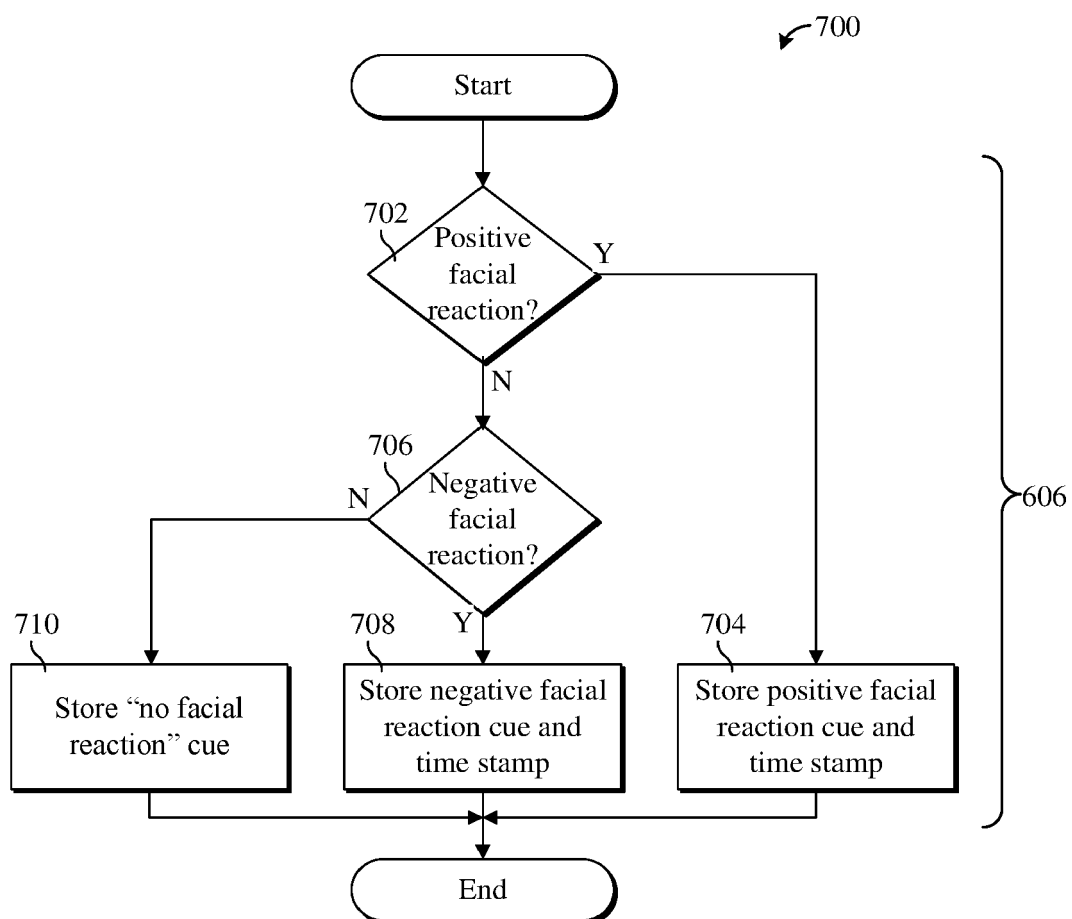 700
Start
702
Positive
facial
reaction?
Y
N
706
Negative
facial
reaction?
N
Y
606
710
Store “no facial
reaction” cue
708
Store negative facial
reaction cue and
time stamp
704
Store positive facial
reaction cue and
time stamp
End